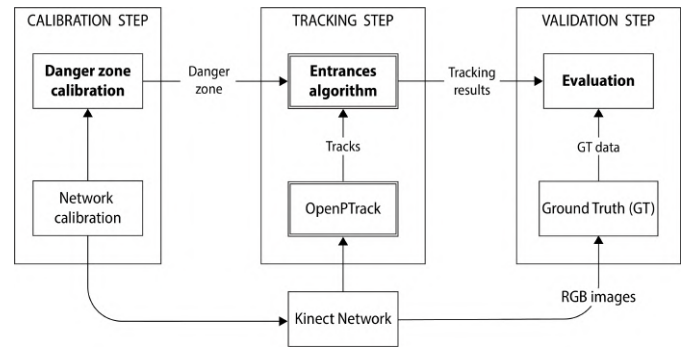 CALIBRATION STEP
TRACKING STEP
VALIDATION STEP
Danger zone
calibration
Danger
zone
Entrances
algorithm
Tracking
results
Evaluation
Tracks
GT data
Network
calibration
OpenPTrack
Ground Truth (GT)
RGB images
Kinect Network